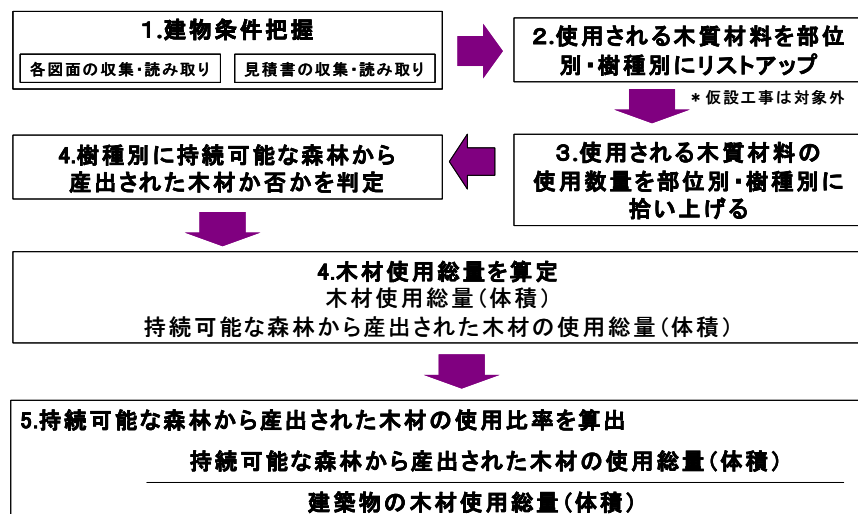 1.建物条件把握
各図面の収集・読み取り
見積書の収集・読み取り
2.使用される木質材料を部位
別・樹種別にリストアップ
*仮設工事は対象外
3.使用される木質材料の
使用数量を部位別・樹種別に
拾い上げる
4.樹種別に持続可能な森林から
産出された木材か否かを判定
4.木材使用総量を算定
木材使用総量(体積)
持続可能な森林から産出された木材の使用総量(体積)
5.持続可能な森林から産出された木材の使用比率を算出
持続可能な森林から産出された木材の使用総量(体積)
建築物の木材使用総量(体積)